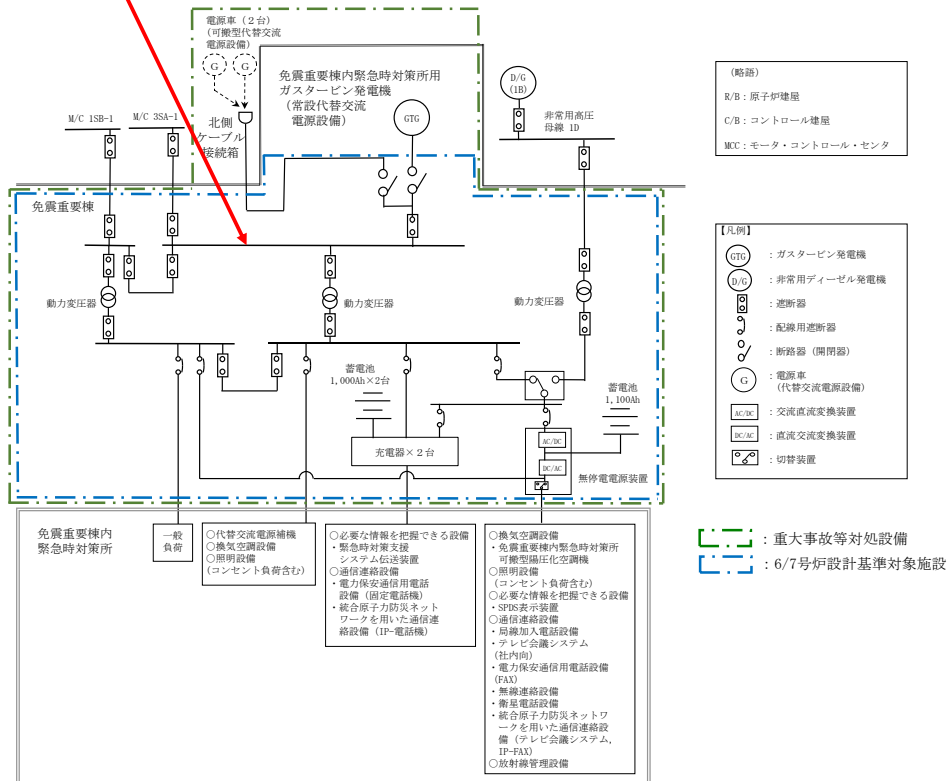 電源車（２台）
（可搬型代替交流
電源設備）
G
G
北側
ケーブル
接続箱
M/C 1SB-1
M/C 3SA-1
免震重要棟内緊急時対策所用
ガスタービン発電機
（常設代替交流
電源設備）
GTG
D/G
(1B)
非常用高圧
母線 1D
（略語）
R/B：原子炉建屋
C/B：コントロール建屋
MCC：モータ・コントロール・センタ
免震重要棟
動力変圧器
動力変圧器
動力変圧器
蓄電池
1,000Ah×2台
蓄電池
1,100Ah
充電器×２台
AC/DC
DC/AC
無停電電源装置
【凡例】
GTG ：ガスタービン発電機
D/G ：非常用ディーゼル発電機
：遮断器
：配線用遮断器
：断路器（開閉器）
G ：電源車
（代替交流電源設備）
AC/DC ：交流直流変換装置
DC/AC ：直流交流変換装置
：切替装置
：重大事故等対処設備
：6/7号炉設計基準対象施設
免震重要棟内
緊急時対策所
一般
負荷
○代替交流電源補機
○換気空調設備
○照明設備
(コンセント負荷含む)
○必要な情報を把握できる設備
・緊急時対策支援
システム伝送装置
○通信連絡設備
・電力保安通信用電話
設備（固定電話機）
・統合原子力防災ネット
ワークを用いた通信連
絡設備（IP-電話機）
○換気空調設備
・免震重要棟内緊急時対策所
可搬型陽圧化空調機
○照明設備
(コンセント負荷含む)
○必要な情報を把握できる設備
・SPDS表示装置
○通信連絡設備
・局線加入電話設備
・テレビ会議システム
(社内向)
・電力保安通信用電話設備
(FAX)
・無線連絡設備
・衛星電話設備
・統合原子力防災ネットワ
ークを用いた通信連絡設
備（テレビ会議システム,
IP-FAX）
○放射線管理設備